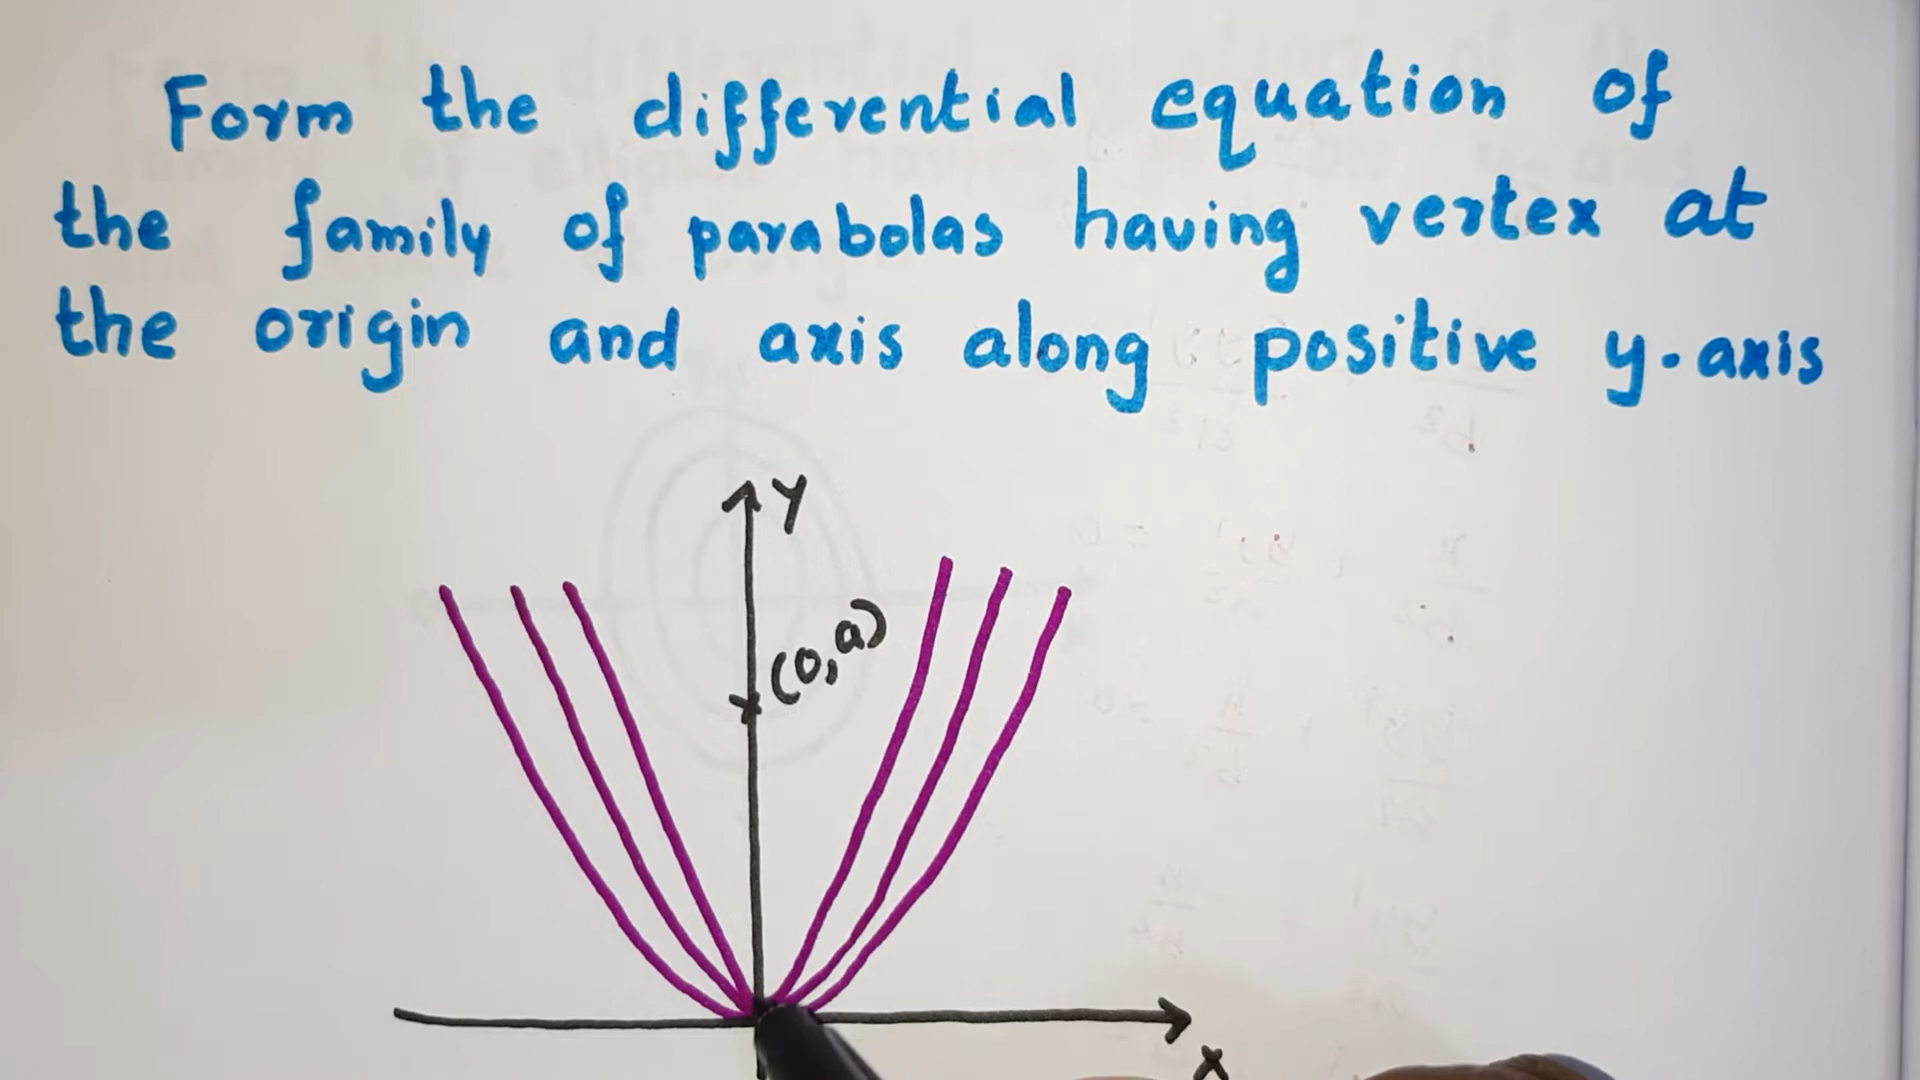 Form the differential equation of
the family of parabolas having vertex at
the origin and axis along positive y-axis
Y
(0,a)
X